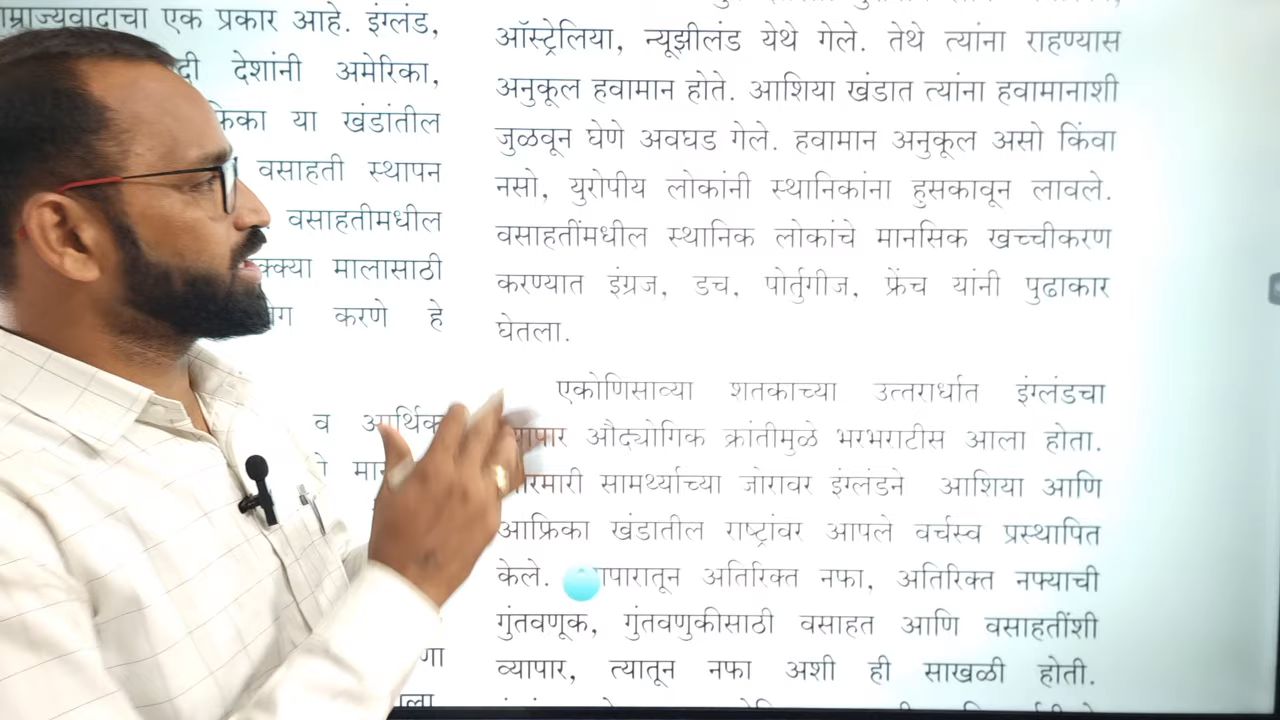 साम्राज्यवादाचा एक प्रकार आहे. इंग्लंड,
देशांनी अमेरिका,
या खंडांतील
वसाहती स्थापन
वसाहतीमधील
मालासाठी
करणे हे
व आर्थिक
ऑस्ट्रेलिया, न्यूझीलंड येथे गेले. तेथे त्यांना राहण्यास
अनुकूल हवामान होते. आशिया खंडात त्यांना हवामानाशी
जुळवून घेणे अवघड गेले. हवामान अनुकूल असो किंवा
नसो, युरोपीय लोकांनी स्थानिकांना हुसकावून लावले.
वसाहतींमधील स्थानिक लोकांचे मानसिक खच्चीकरण
करण्यात इंग्रज, डच, पोर्तुगीज, फ्रेंच यांनी पुढाकार
घेतला.
एकोणिसाव्या शतकाच्या उत्तरार्धात इंग्लंडचा
व्यापार औद्योगिक क्रांतीमुळे भरभराटीस आला होता.
सामर्थ्याच्या जोरावर इंग्लंडने आशिया आणि
आफ्रिका खंडातील राष्ट्रांवर आपले वर्चस्व प्रस्थापित
केले. व्यापारातून अतिरिक्त नफा, अतिरिक्त नफ्याची
गुंतवणूक, गुंतवणुकीसाठी वसाहत आणि वसाहतींशी
व्यापार, त्यातून नफा अशी ही साखळी होती.